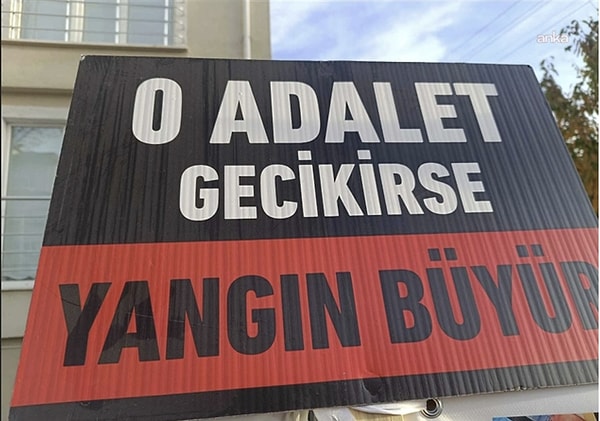 anka
O ADALET
GECİKİRSE
YANGIN BÜYÜR